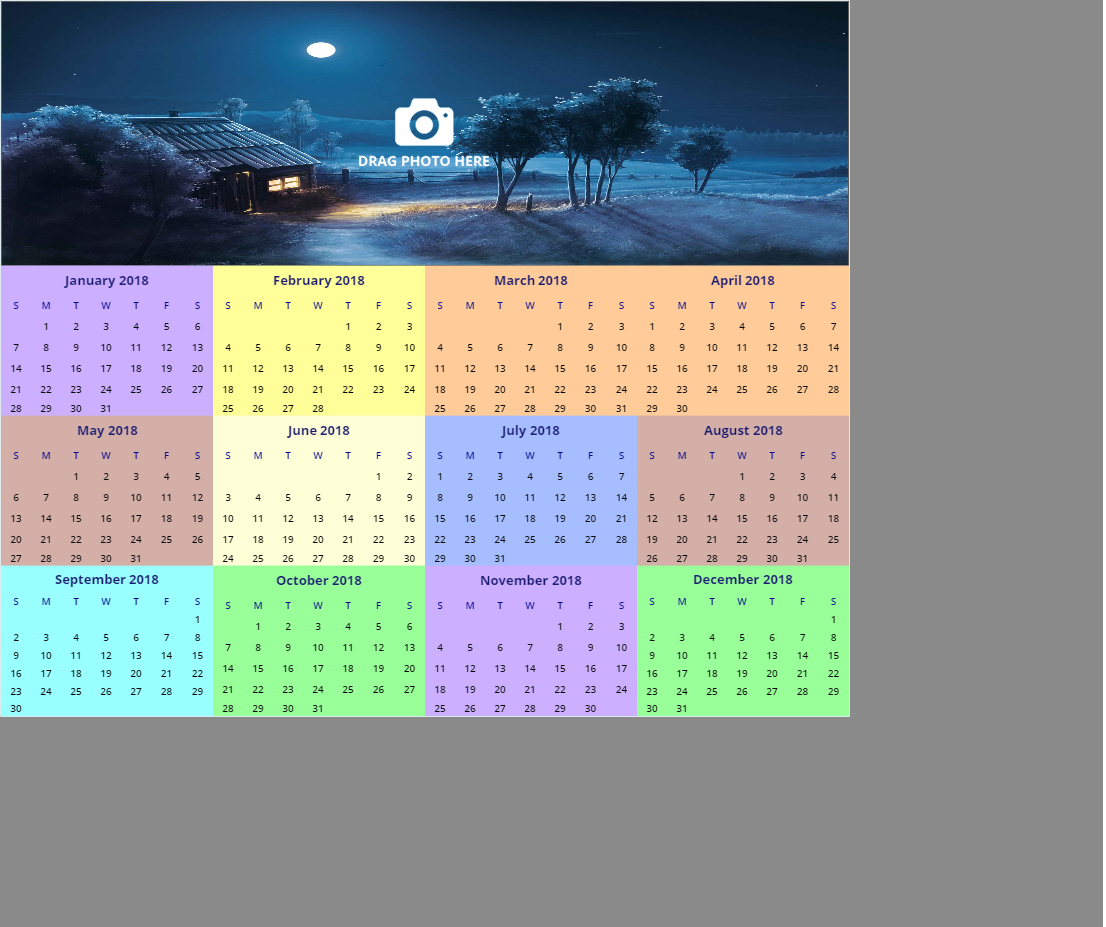 DRAG PHOTO HERE
January 2018
S M T W T F S
1 2 3 4 5 6
7 8 9 10 11 12 13
14 15 16 17 18 19 20
21 22 23 24 25 26 27
28 29 30 31
February 2018
S M T W T F S
1 2 3
4 5 6 7 8 9 10
11 12 13 14 15 16 17
18 19 20 21 22 23 24
25 26 27 28
March 2018
S M T W T F S
1 2 3
4 5 6 7 8 9 10
11 12 13 14 15 16 17
18 19 20 21 22 23 24
25 26 27 28 29 30 31
April 2018
S M T W T F S
1 2 3 4 5 6 7
8 9 10 11 12 13 14
15 16 17 18 19 20 21
22 23 24 25 26 27 28
29 30
May 2018
S M T W T F S
1 2 3 4 5
6 7 8 9 10 11 12
13 14 15 16 17 18 19
20 21 22 23 24 25 26
27 28 29 30 31
June 2018
S M T W T F S
1 2
3 4 5 6 7 8 9
10 11 12 13 14 15 16
17 18 19 20 21 22 23
24 25 26 27 28 29 30
July 2018
S M T W T F S
1 2 3 4 5 6 7
8 9 10 11 12 13 14
15 16 17 18 19 20 21
22 23 24 25 26 27 28
29 30 31
August 2018
S M T W T F S
1 2 3 4
5 6 7 8 9 10 11
12 13 14 15 16 17 18
19 20 21 22 23 24 25
26 27 28 29 30 31
September 2018
S M T W T F S
1
2 3 4 5 6 7 8
9 10 11 12 13 14 15
16 17 18 19 20 21 22
23 24 25 26 27 28 29
30
October 2018
S M T W T F S
1 2 3 4 5 6
7 8 9 10 11 12 13
14 15 16 17 18 19 20
21 22 23 24 25 26 27
28 29 30 31
November 2018
S M T W T F S
1 2 3
4 5 6 7 8 9 10
11 12 13 14 15 16 17
18 19 20 21 22 23 24
25 26 27 28 29 30
December 2018
S M T W T F S
1
2 3 4 5 6 7 8
9 10 11 12 13 14 15
16 17 18 19 20 21 22
23 24 25 26 27 28 29
30 31